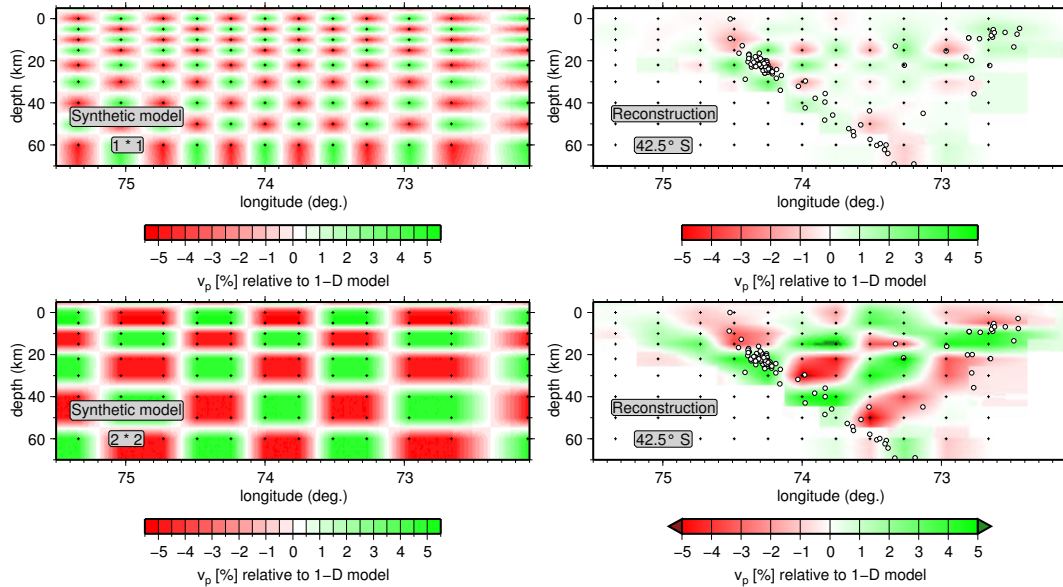 0
20
40
60
depth (km)
Synthetic model
1 * 1
75
74
73
longitude (deg.)
−5 −4 −3 −2 −1 0 1 2 3 4 5
vp [%] relative to 1−D model
0
20
40
60
depth (km)
Reconstruction
42.5° S
75
74
73
longitude (deg.)
−5 −4 −3 −2 −1 0 1 2 3 4 5
vp [%] relative to 1−D model
0
20
40
60
depth (km)
Synthetic model
2 * 2
75
74
73
longitude (deg.)
−5 −4 −3 −2 −1 0 1 2 3 4 5
vp [%] relative to 1−D model
0
20
40
60
depth (km)
Reconstruction
42.5° S
75
74
73
longitude (deg.)
−5 −4 −3 −2 −1 0 1 2 3 4 5
vp [%] relative to 1−D model